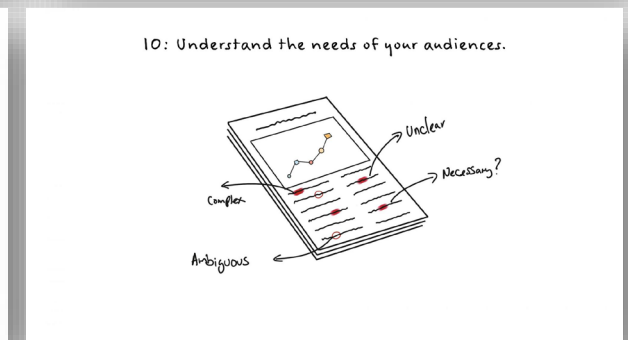 10: Understand the needs of your audiences.
Unclear
Necessary?
Complex
Ambiguous